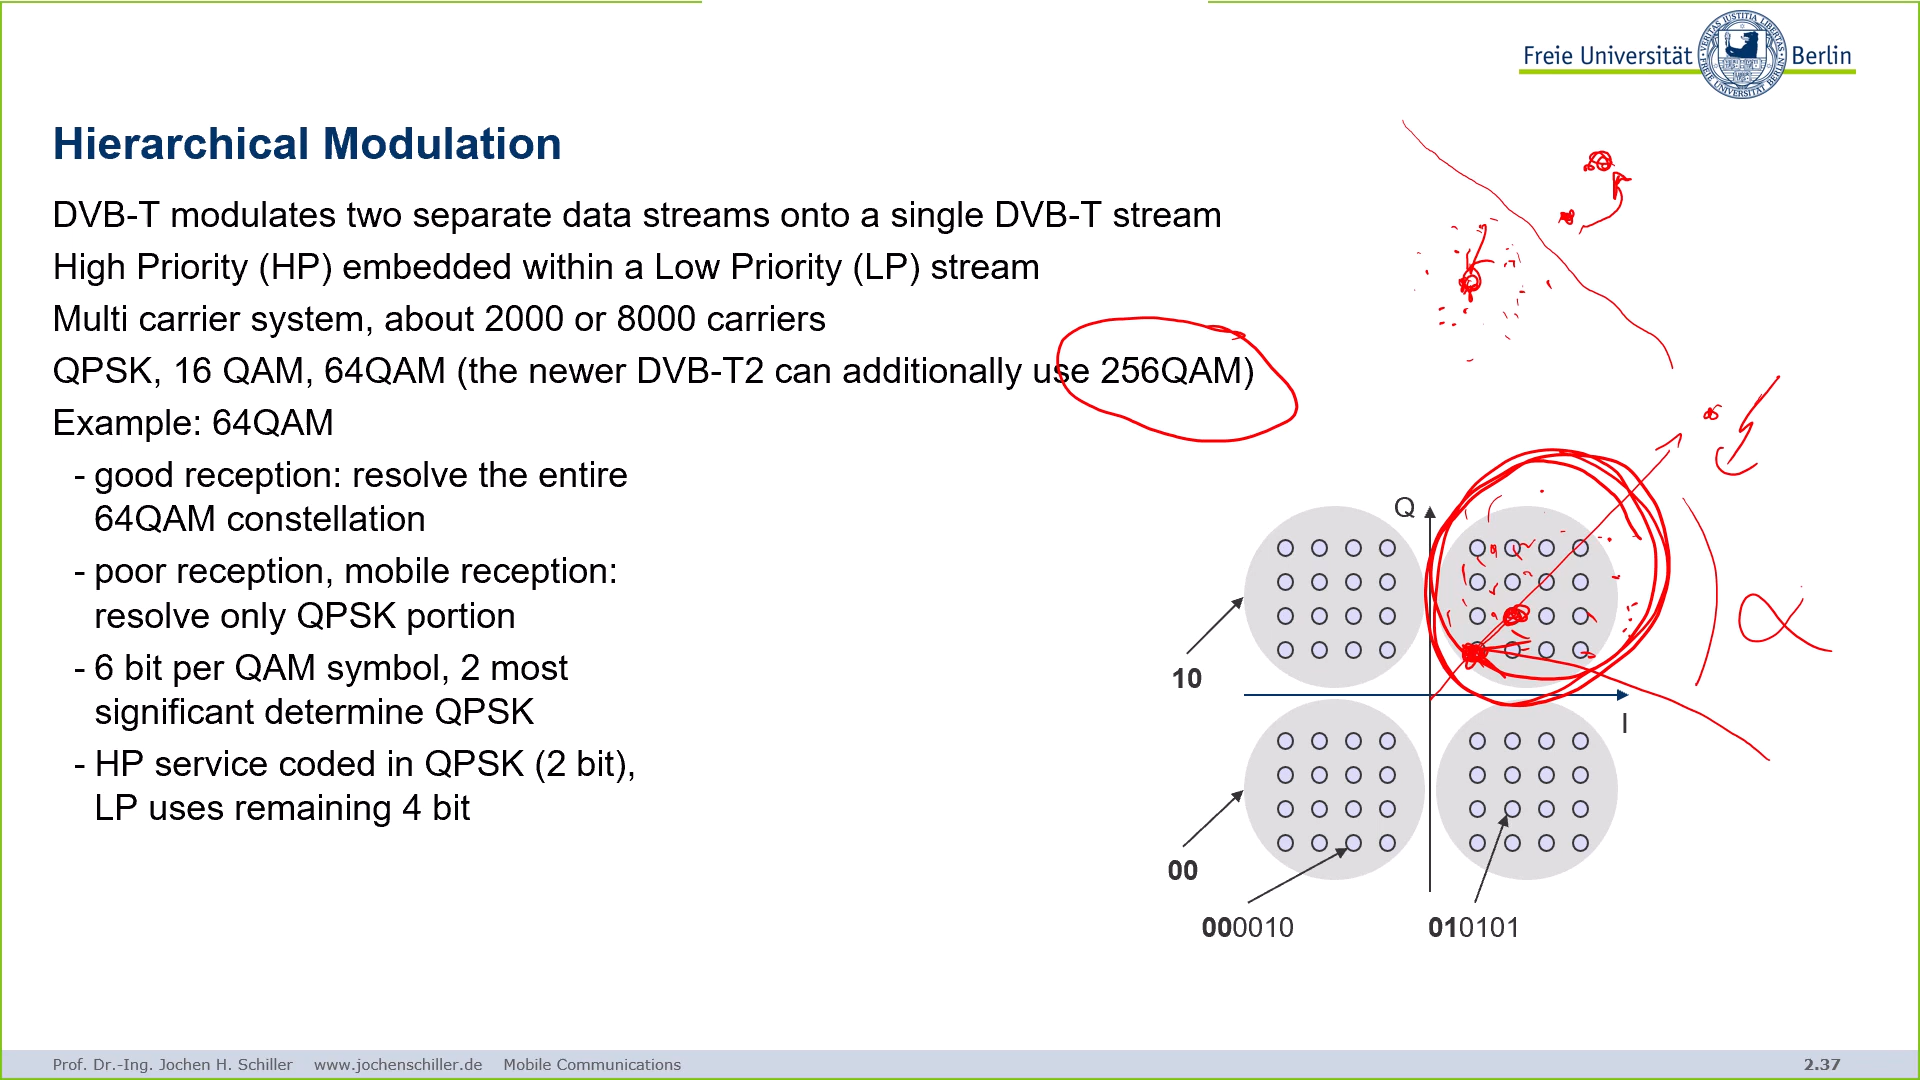 Freie Universität Berlin
Hierarchical Modulation
DVB-T modulates two separate data streams onto a single DVB-T stream
High Priority (HP) embedded within a Low Priority (LP) stream
Multi carrier system, about 2000 or 8000 carriers
QPSK, 16 QAM, 64QAM (the newer DVB-T2 can additionally use 256QAM)
Example: 64QAM
- good reception: resolve the entire
64QAM constellation
- poor reception, mobile reception:
resolve only QPSK portion
- 6 bit per QAM symbol, 2 most
significant determine QPSK
- HP service coded in QPSK (2 bit),
LP uses remaining 4 bit
Q
α
10
I
00
000010
010101
Prof. Dr.-Ing. Jochen H. Schiller www.jochenschiller.de Mobile Communications
2.37